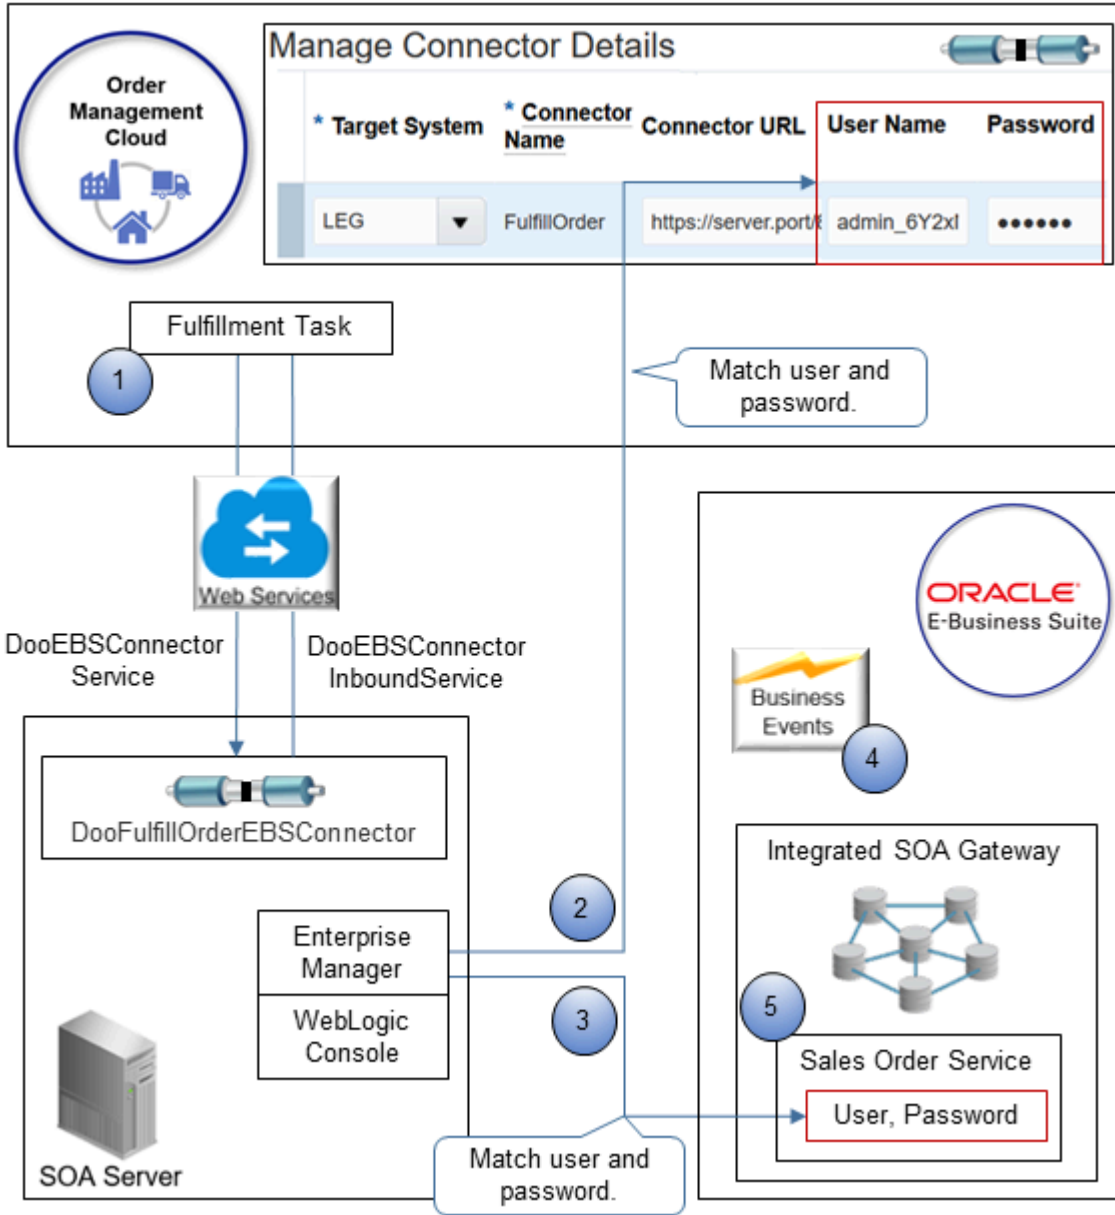 Manage Connector Details
Order
Management
Cloud
* Target System
* Connector
Name
Connector URL
User Name
Password
LEG
FulfillOrder
https://server.port/
admin_6Y2xl
••••••
Fulfillment Task
1
Match user and
password.
Web Services
ORACLE
E-Business Suite
DooEBSConnector
Service
DooEBSConnector
InboundService
Business
Events
4
DooFulfillOrderEBSConnector
Integrated SOA Gateway
2
Enterprise
Manager
3
WebLogic
Console
5
Sales Order Service
User, Password
SOA Server
Match user and
password.